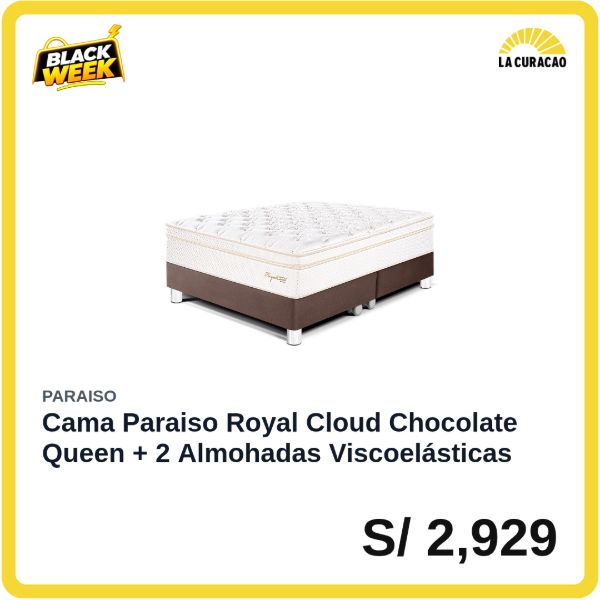 BLACK
WEEK
LA CURACAO
PARAISO
Cama Paraiso Royal Cloud Chocolate
Queen + 2 Almohadas Viscoelásticas
S/ 2,929